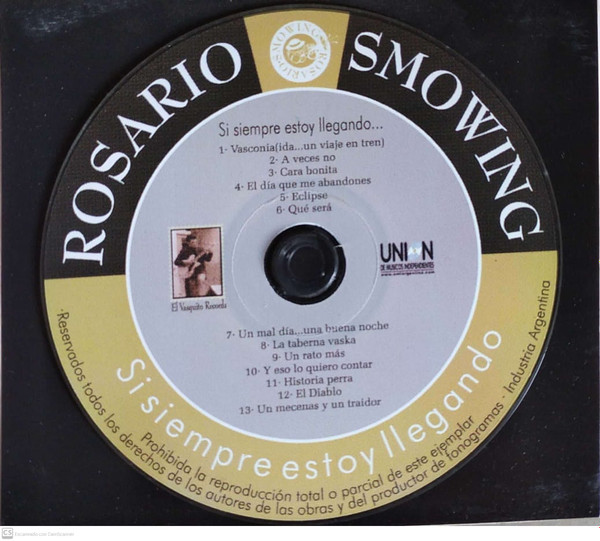 SMOWING
ROSARIO
ROSARIO
SMOWING
Si siempre estoy llegando...
1- Vasconia(ida...un viaje en tren)
2- A veces no
3- Cara bonita
4- El día que me abandones
5- Eclipse
6- Qué será
El Vasquito Records
UNION
DE MUSICOS INDEPENDIENTES
7- Un mal día...una buena noche
8- La taberna vaska
9- Un rato más
10- Y eso lo quiero contar
11- Historia perra
12- El Diablo
13- Un mecenas y un traidor
Si siempre estoy llegando
Prohibida la reproducción total o parcial de este ejemplar
·Reservados todos los derechos de los autores de las obras y del productor de fonogramas · Industria Argentina
CS